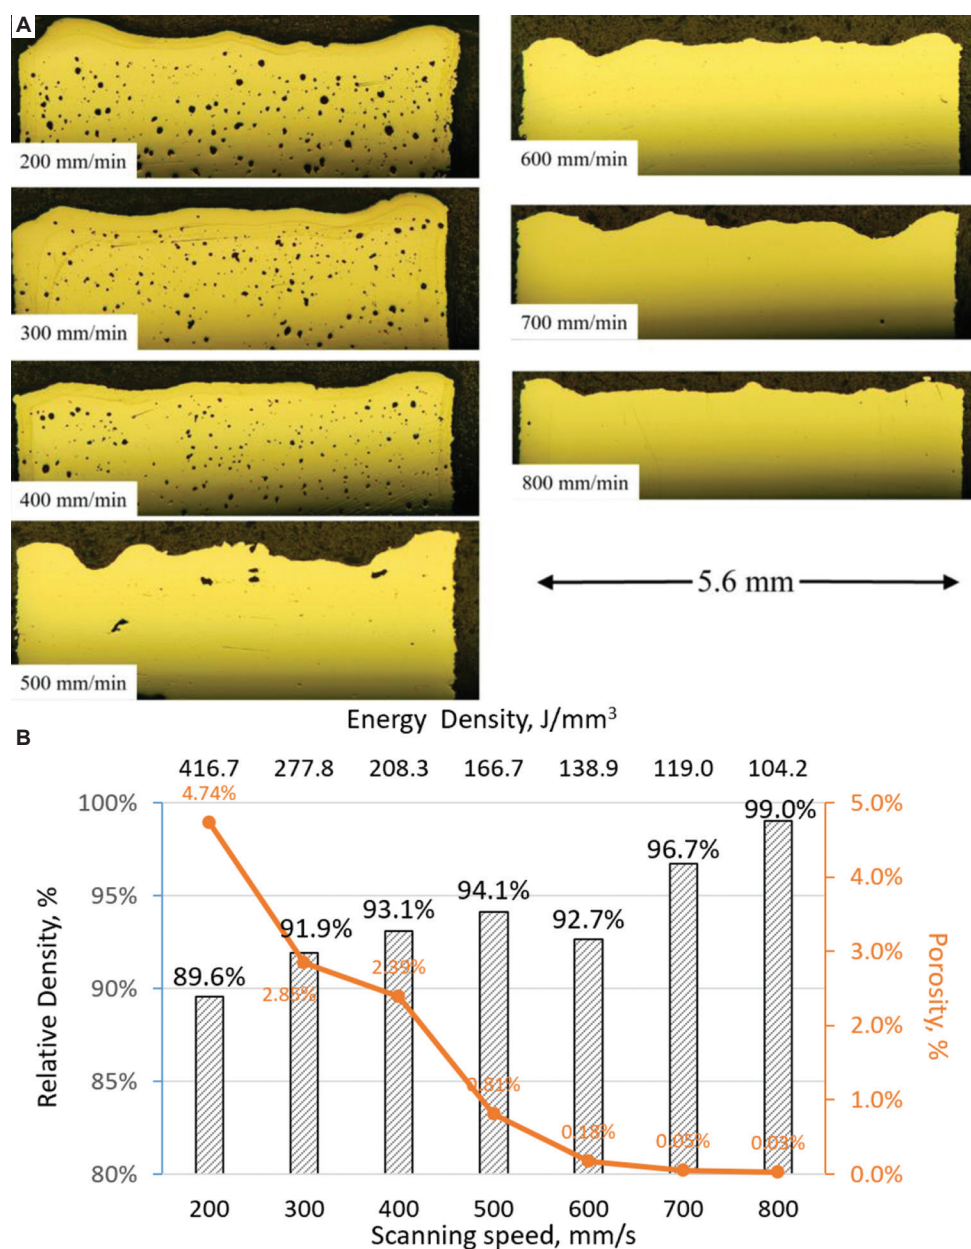 A
200 mm/min
300 mm/min
400 mm/min
500 mm/min
600 mm/min
700 mm/min
800 mm/min
5.6 mm
B
Energy Density, J/mm³
416.7 277.8 208.3 166.7 138.9 119.0 104.2
4.74%
2.85%
2.39%
0.81%
0.18%
0.05%
0.03%
89.6%
91.9%
93.1%
94.1%
92.7%
96.7%
99.0%
100%
95%
90%
85%
80%
Relative Density, %
5.0%
4.0%
3.0%
2.0%
1.0%
0.0%
Porosity, %
200 300 400 500 600 700 800
Scanning speed, mm/s